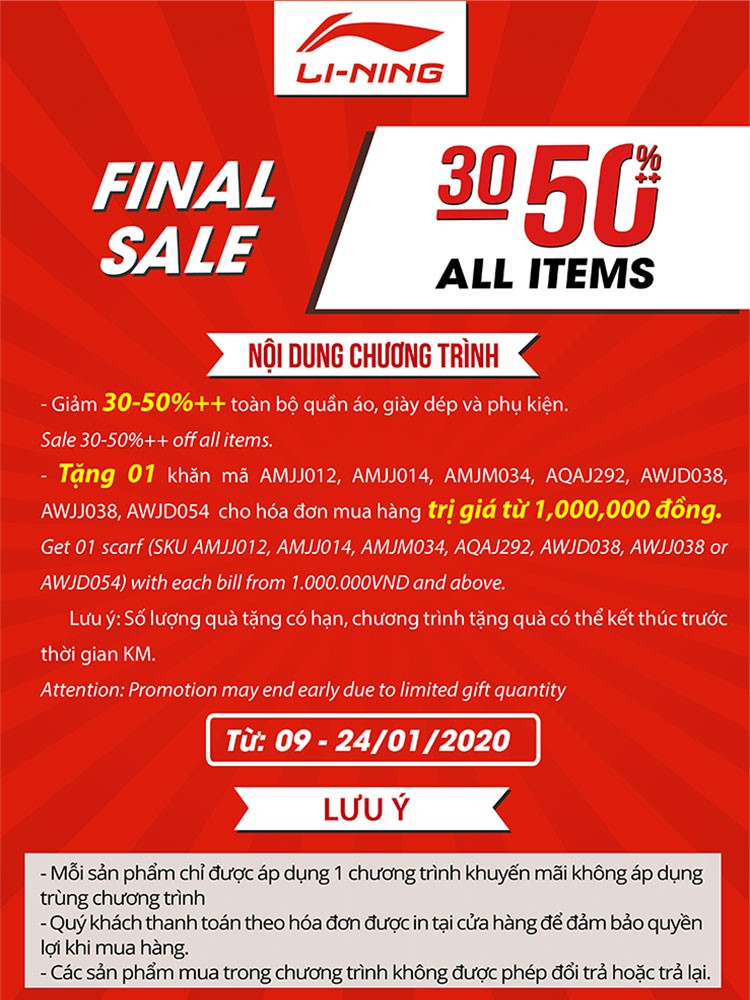 LI-NING
FINAL
SALE
30 50%++
ALL ITEMS
NỘI DUNG CHƯƠNG TRÌNH
- Giảm 30-50%++ toàn bộ quần áo, giày dép và phụ kiện.
Sale 30-50%++ off all items.
- Tặng 01 khăn mã AMJJ012, AMJJ014, AMJM034, AQAJ292, AWJD038,
AWJJ038, AWJD054 cho hóa đơn mua hàng trị giá từ 1,000,000 đồng.
Get 01 scarf (SKU AMJJ012, AMJJ014, AMJM034, AQAJ292, AWJD038, AWJJ038 or
AWJD054) with each bill from 1.000.000VND and above.
Lưu ý: Số lượng quà tặng có hạn, chương trình tặng quà có thể kết thúc trước
thời gian KM.
Attention: Promotion may end early due to limited gift quantity
Từ: 09 - 24/01/2020
LƯU Ý
- Mỗi sản phẩm chỉ được áp dụng 1 chương trình khuyến mãi không áp dụng
trùng chương trình
- Quý khách thanh toán theo hóa đơn được in tại cửa hàng để đảm bảo quyền
lợi khi mua hàng.
- Các sản phẩm mua trong chương trình không được phép đổi trả hoặc trả lại.